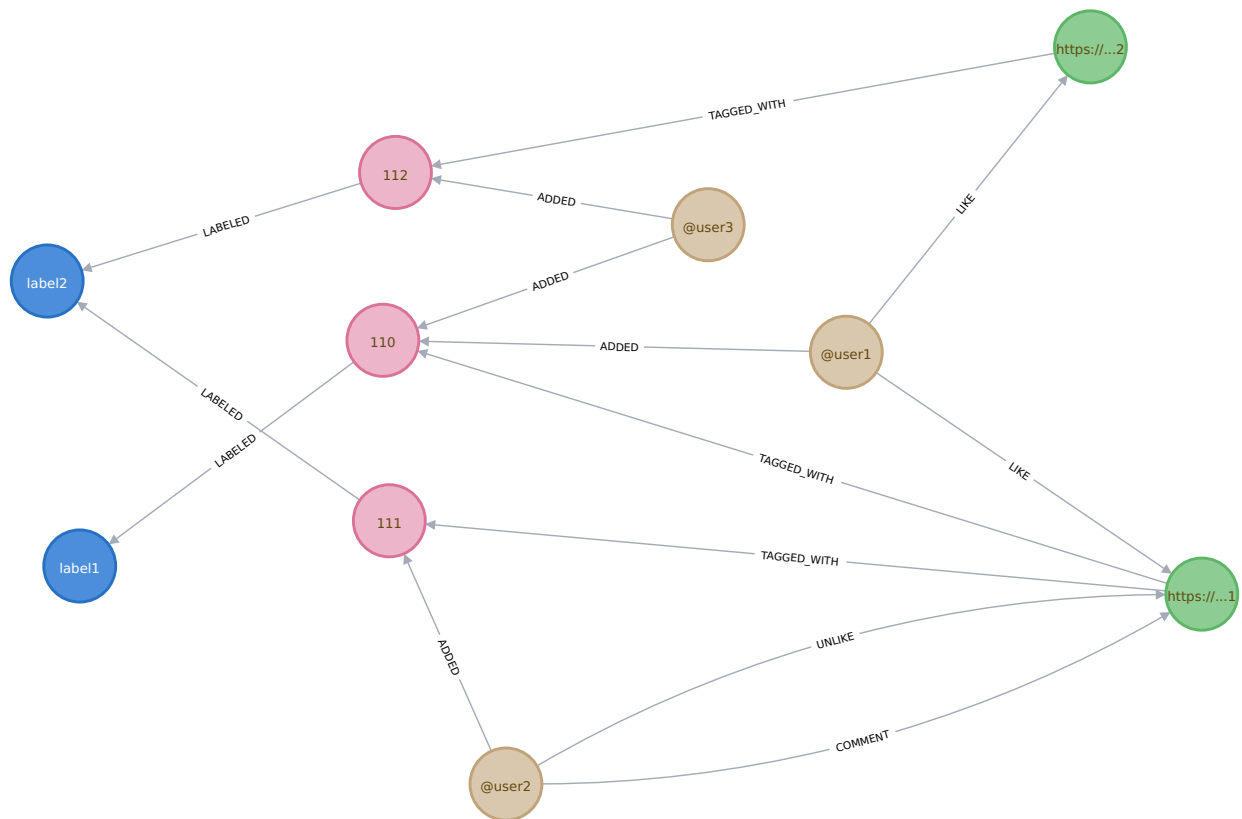 https://...2
TAGGED_WITH
112
ADDED
LIKE
LABELED
@user3
label2
ADDED
110
ADDED
@user1
LABELED
LABELED
TAGGED_WITH
LIKE
111
TAGGED_WITH
label1
https://...1
UNLIKE
ADDED
COMMENT
@user2